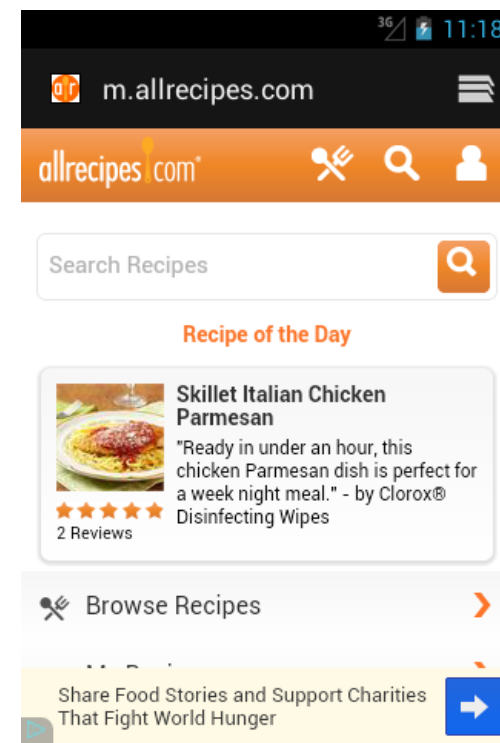 3G 11:18
ar m.allrecipes.com
allrecipes.com
Search Recipes
Recipe of the Day
Skillet Italian Chicken
Parmesan
"Ready in under an hour, this
chicken Parmesan dish is perfect for
a week night meal." - by Clorox®
Disinfecting Wipes
2 Reviews
Browse Recipes
Share Food Stories and Support Charities
That Fight World Hunger